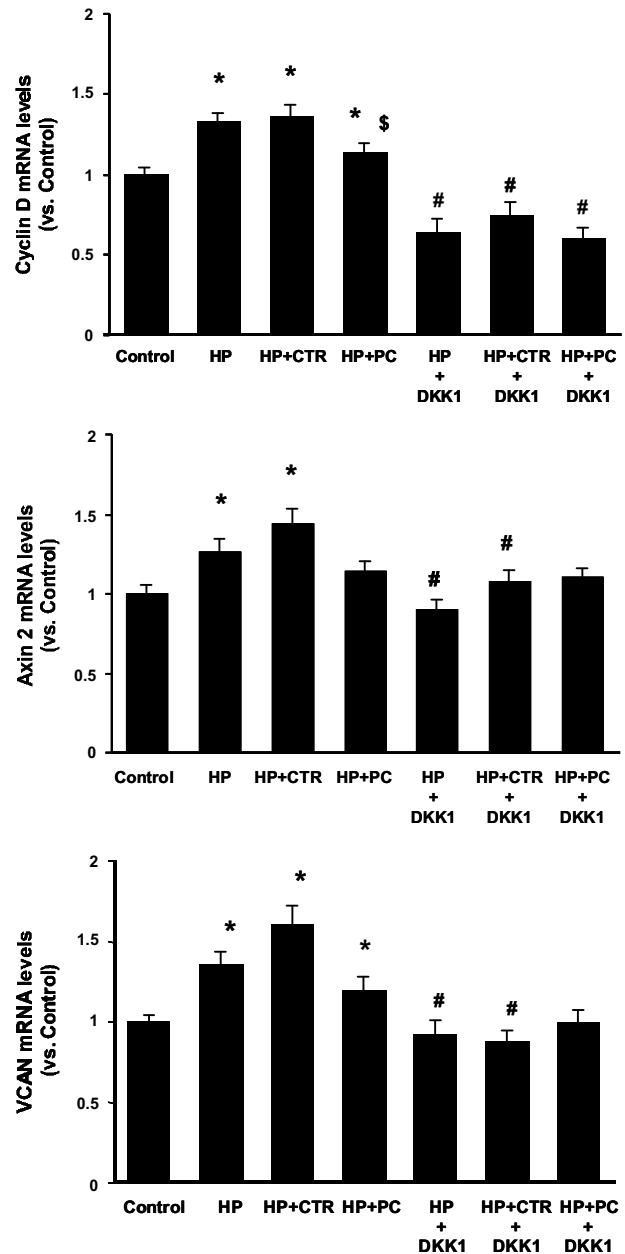 Cyclin D mRNA levels
(vs. Control)
2
1.5
1
0.5
0
* * * $ # # #
Control HP HP+CTR HP+PC HP HP+CTR HP+PC
+ + +
DKK1 DKK1 DKK1
Axin 2 mRNA levels
(vs. Control)
2
1.5
1
0.5
0
* * # #
Control HP HP+CTR HP+PC HP HP+CTR HP+PC
+ + +
DKK1 DKK1 DKK1
VCAN mRNA levels
(vs. Control)
2
1.5
1
0.5
0
* * * # #
Control HP HP+CTR HP+PC HP HP+CTR HP+PC
+ + +
DKK1 DKK1 DKK1